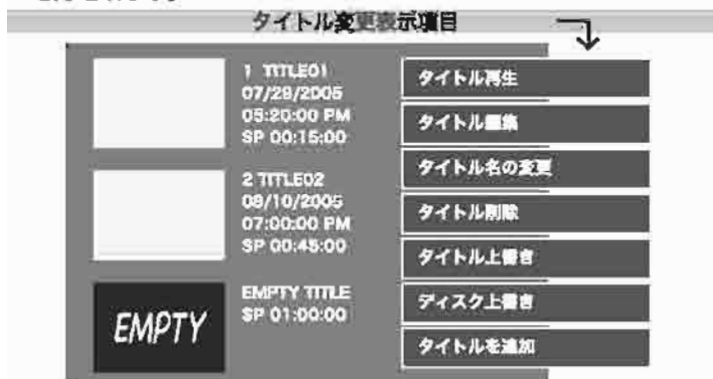 タイトル変更表示項目
1 TITLE01
07/29/2005
05:20:00 PM
SP 00:15:00
2 TITLE02
08/10/2005
07:00:00 PM
SP 00:45:00
EMPTY
EMPTY TITLE
SP 01:00:00
タイトル再生
タイトル編集
タイトル名の変更
タイトル削除
タイトル上書き
ディスク上書き
タイトルを追加